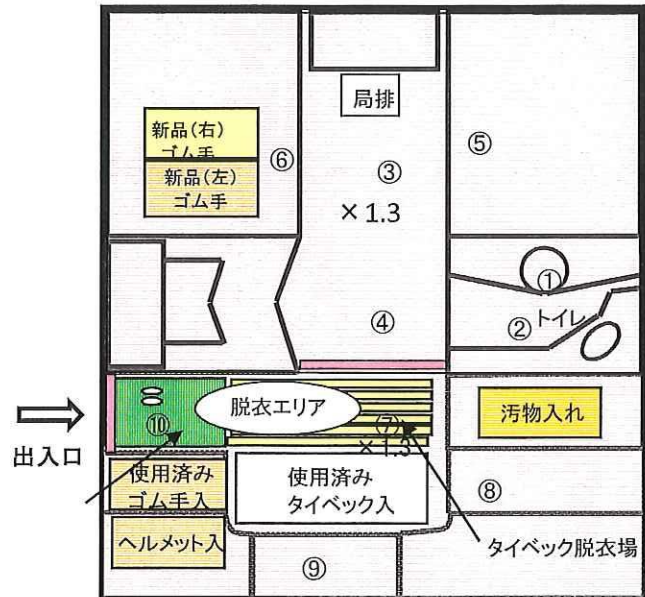 局排
新品(右)
ゴム手
新品(左)
ゴム手
⑥
③
⑤
×1.3
①
④
②
トイレ
出入口
⑩
脱衣エリア
⑦
×1.3
汚物入れ
使用済み
ゴム手入
使用済み
タイベック入
⑧
ヘルメット入
タイベック脱衣場
⑨